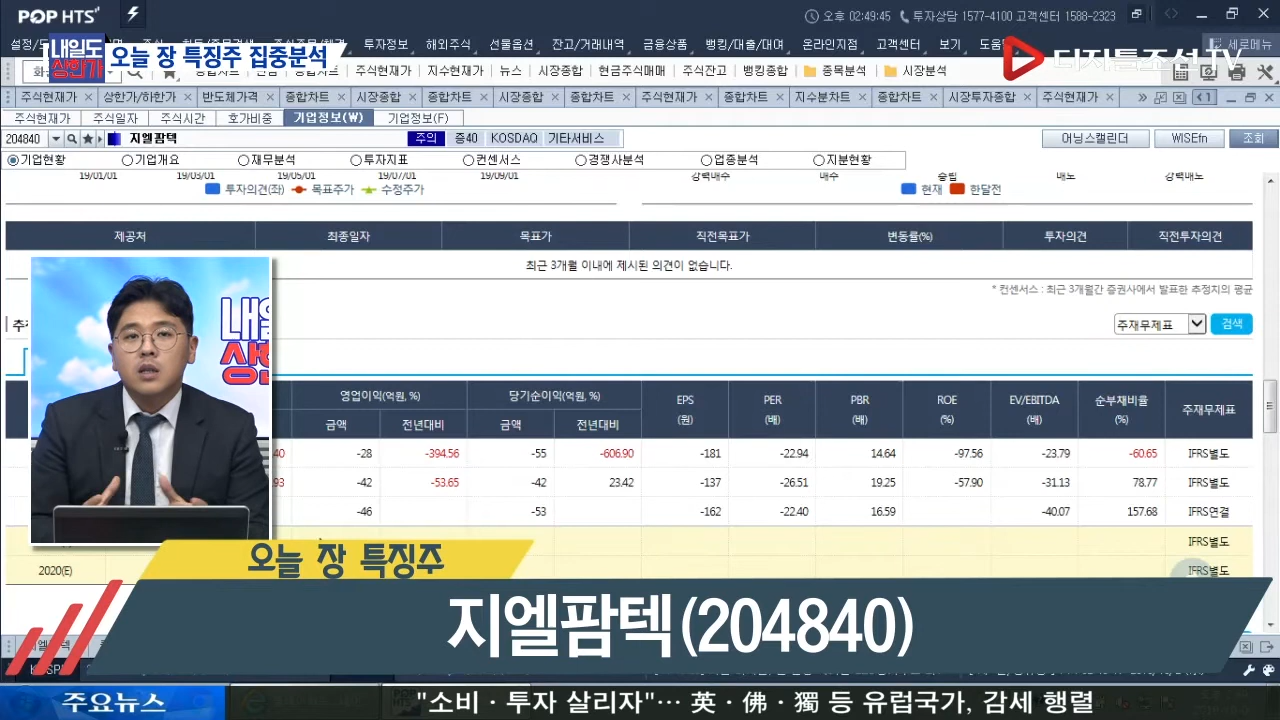 POP HTS 오후 02:49:45 투자상담 1577-4100 고객센터 1588-2323
투자정보 해외주식 선물옵션 잔고/거래내역 금융상품 뱅킹/대출/매매 온라인지점 고객센터 보기 세로메뉴
내일도 상한가 오늘 장 특징주 집중분석
디지틀조선 TV
주식현재가 지수현재가 뉴스 시장종합 현금주식매매 주식잔고 뱅킹종합 종목분석 시장분석
주식현재가 상한가/하한가 반도체가격 종합차트 시장종합 종합차트 시장종합 종합차트 주식현재가 종합차트 지수분차트 종합차트 시장투자종합 주식현재가
주식현재가 주식일자 주식시간 호가비중 기업정보(W) 기업정보(F)
204840 지엘팜텍 주의 증40 KOSDAQ 기타서비스 어닝스캘린더 WISEfn 조회
기업현황 기업개요 재무분석 투자지표 컨센서스 경쟁사분석 업종분석 지분현황
19/01/01 19/03/01 19/05/01 19/07/01 19/09/01 강력매수 매수 중립 매도 강력매도
투자의견(좌) 목표주가 수정주가 현재 한달전
제공처 최종일자 목표가 직전목표가 변동률(%) 투자의견 직전투자의견
최근 3개월 이내에 제시된 의견이 없습니다.
* 컨센서스 : 최근 3개월간 증권사에서 발표한 추정치의 평균
주재무제표 검색
영업이익(억원, %) 당기순이익(억원, %) EPS (원) PER (배) PBR (배) ROE (%) EV/EBITDA (배) 순부채비율 (%) 주재무제표
금액 전년대비 금액 전년대비
40 -28 -394.56 -55 -606.90 -181 -22.94 14.64 -97.56 -23.79 -60.65 IFRS별도
93 -42 -53.65 -42 23.42 -137 -26.51 19.25 -57.90 -31.13 78.77 IFRS별도
-46 -53 -162 -22.40 16.59 -40.07 157.68 IFRS연결
IFRS별도
2020(E) IFRS별도
오늘 장 특징주
지엘팜텍(204840)
주요뉴스 "소비·투자 살리자"… 英·佛·獨 등 유럽국가, 감세 행렬